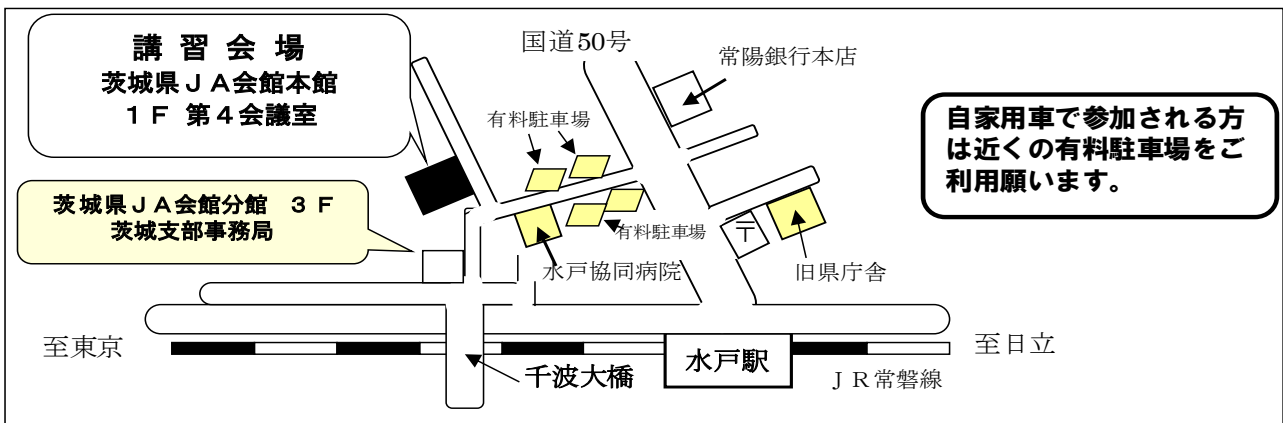 講 習 会 場
茨城県ＪＡ会館本館
１Ｆ 第４会議室
国道50号
常陽銀行本店
有料駐車場
自家用車で参加される方
は近くの有料駐車場をご
利用願います。
茨城県ＪＡ会館分館　３Ｆ
茨城支部事務局
有料駐車場
〒
水戸協同病院
旧県庁舎
至東京
水戸駅
至日立
千波大橋
ＪＲ常磐線